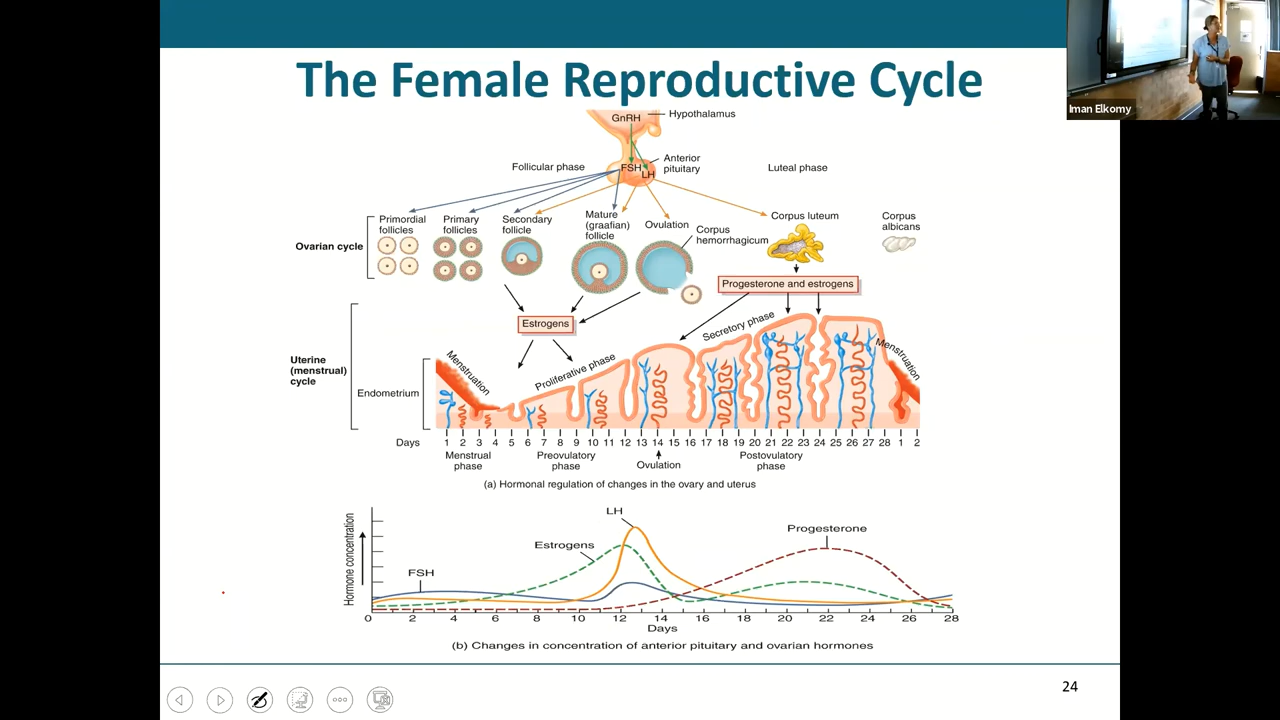 The Female Reproductive Cycle
Iman Elkomy
GnRH
Hypothalamus
Follicular phase
FSH
LH
Anterior
pituitary
Luteal phase
Ovarian cycle
Primordial
follicles
Primary
follicles
Secondary
follicle
Mature
(graafian)
follicle
Ovulation
Corpus
hemorrhagicum
Corpus luteum
Corpus
albicans
Progesterone and estrogens
Estrogens
Uterine
(menstrual)
cycle
Endometrium
Menstruation
Proliferative phase
Secretory phase
Menstruation
Days
1 2 3 4 5 6 7 8 9 10 11 12 13 14 15 16 17 18 19 20 21 22 23 24 25 26 27 28 1 2
Menstrual
phase
Preovulatory
phase
Ovulation
Postovulatory
phase
(a) Hormonal regulation of changes in the ovary and uterus
Hormone concentration
FSH
Estrogens
LH
Progesterone
0 2 4 6 8 10 12 14 16 18 20 22 24 26 28
Days
(b) Changes in concentration of anterior pituitary and ovarian hormones
24